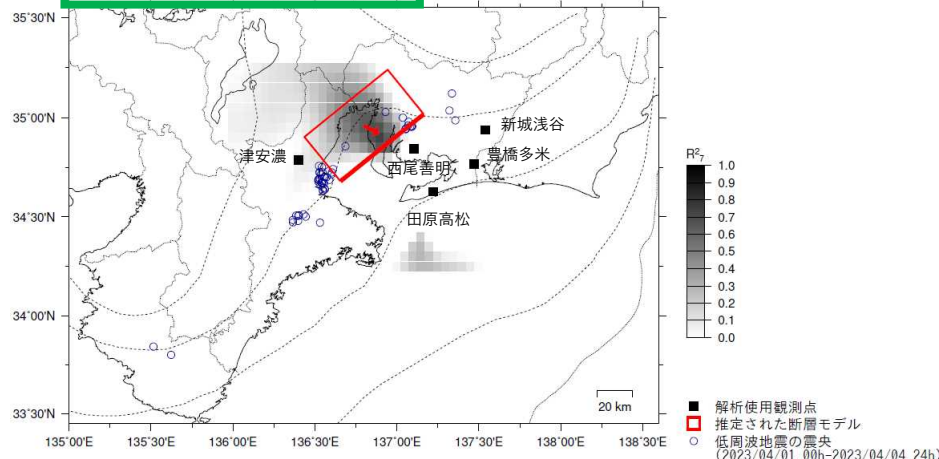 35˚30'N
35˚00'N
34˚30'N
34˚00'N
33˚30'N
135˚00'E
135˚30'E
136˚00'E
136˚30'E
137˚00'E
137˚30'E
138˚00'E
138˚30'E
新城浅谷
豊橋多米
津安濃
西尾善明
田原高松
20 km
R²₇
1.0
0.9
0.8
0.7
0.6
0.5
0.4
0.3
0.2
0.1
0.0
解析使用観測点
推定された断層モデル
低周波地震の震央
(2023/04/01 00h-2023/04/04 24h)